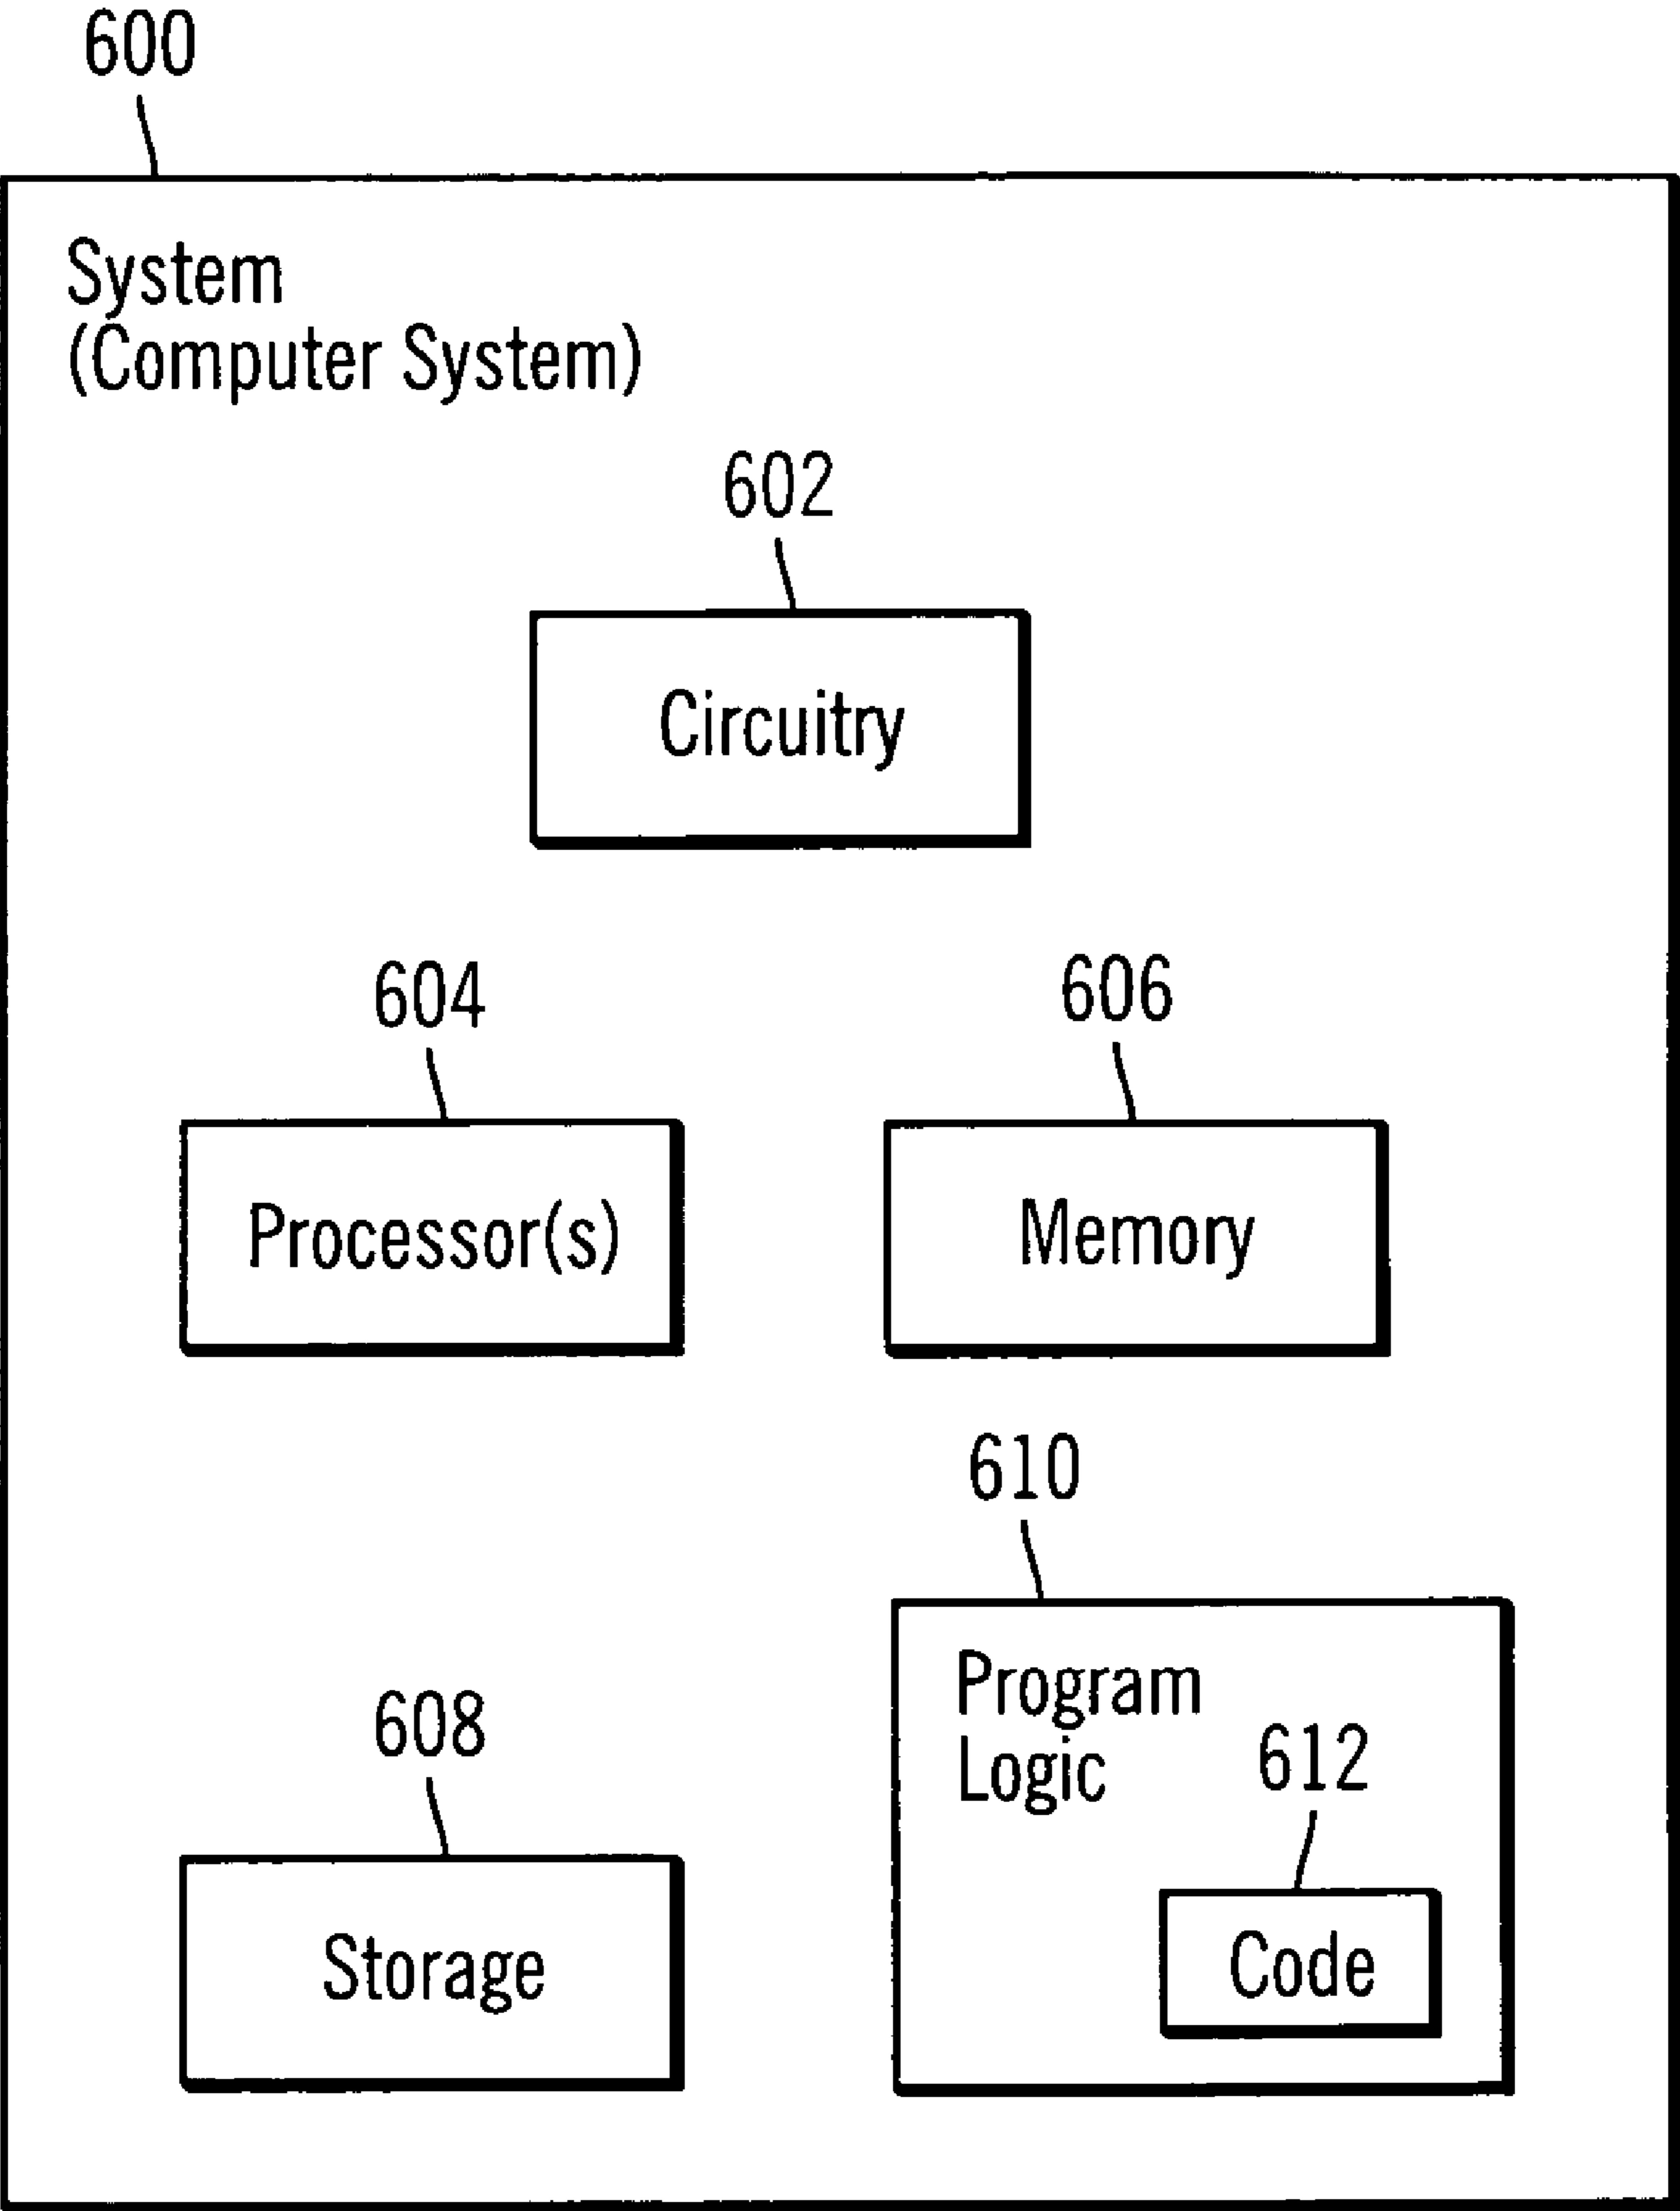 600
System
(Computer System)
602
Circuitry
604
606
Processor(s)
Memory
610
Program
Logic
608
612
Storage
Code